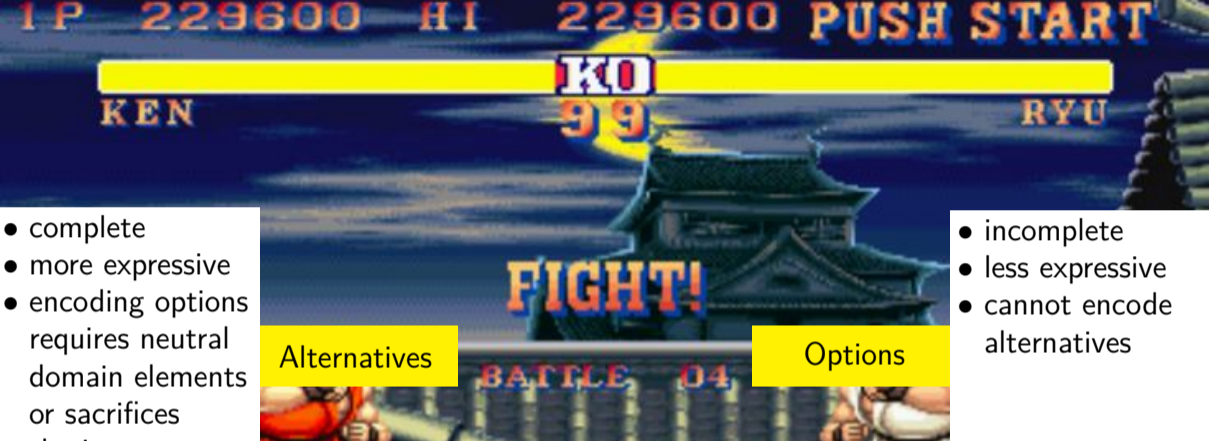 1P 229600 HI 229600 PUSH START
KO
KEN 99 RYU
• complete
• more expressive
• encoding options
requires neutral
domain elements
or sacrifices
• incomplete
• less expressive
• cannot encode
alternatives
FIGHT!
Alternatives
Options
BATTLE 04